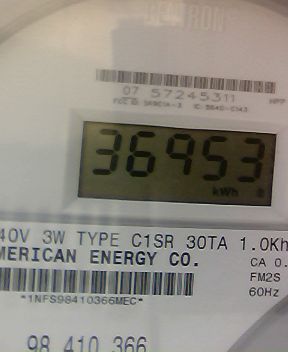 CENTRON
07 57245311
36953
kWh
40V 3W TYPE C1SR 30TA 1.0Kh
MERICAN ENERGY CO.
CA 0.
FM2S
60Hz
*1NFS98410366MEC*
98 410 366